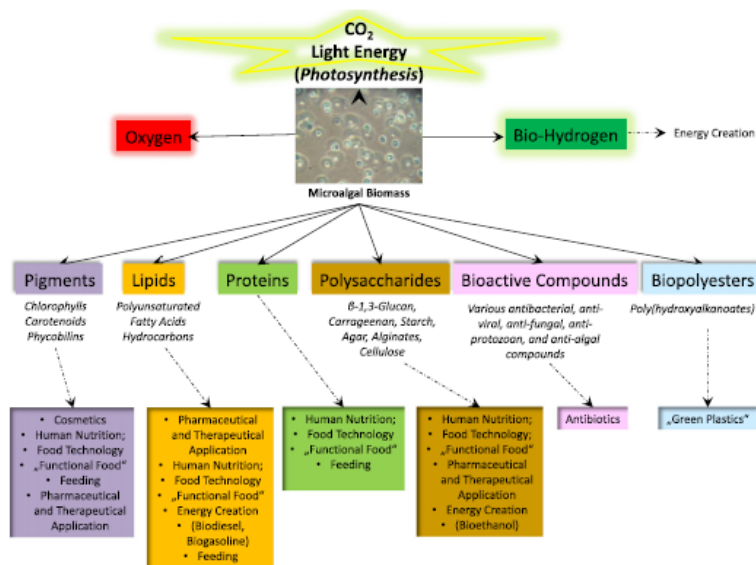 CO2
Light Energy
(Photosynthesis)
Oxygen
Bio-Hydrogen
Energy Creation
Microalgal Biomass
Pigments
Lipids
Proteins
Polysaccharides
Bioactive Compounds
Biopolyesters
Chlorophylls
Carotenoids
Phycobilins
Polyunsaturated
Fatty Acids
Hydrocarbons
β-1,3-Glucan,
Carrageenan, Starch,
Agar, Alginates,
Cellulose
Various antibacterial, anti-
viral, anti-fungal, anti-
protozoan, and anti-algal
compounds
Poly(hydroxyalkanoates)
• Cosmetics
• Human Nutrition;
• Food Technology
• „Functional Food“
• Feeding
• Pharmaceutical
and Therapeutical
Application
• Pharmaceutical
and Therapeutical
Application
• Human Nutrition;
• Food Technology
• „Functional Food“
• Energy Creation
• (Biodiesel,
Biogasoline)
• Feeding
• Human Nutrition;
• Food Technology
• „Functional Food“
• Feeding
• Human Nutrition;
• Food Technology;
• „Functional Food“
• Pharmaceutical
and Therapeutical
Application
• Energy Creation
• (Bioethanol)
Antibiotics
„Green Plastics“